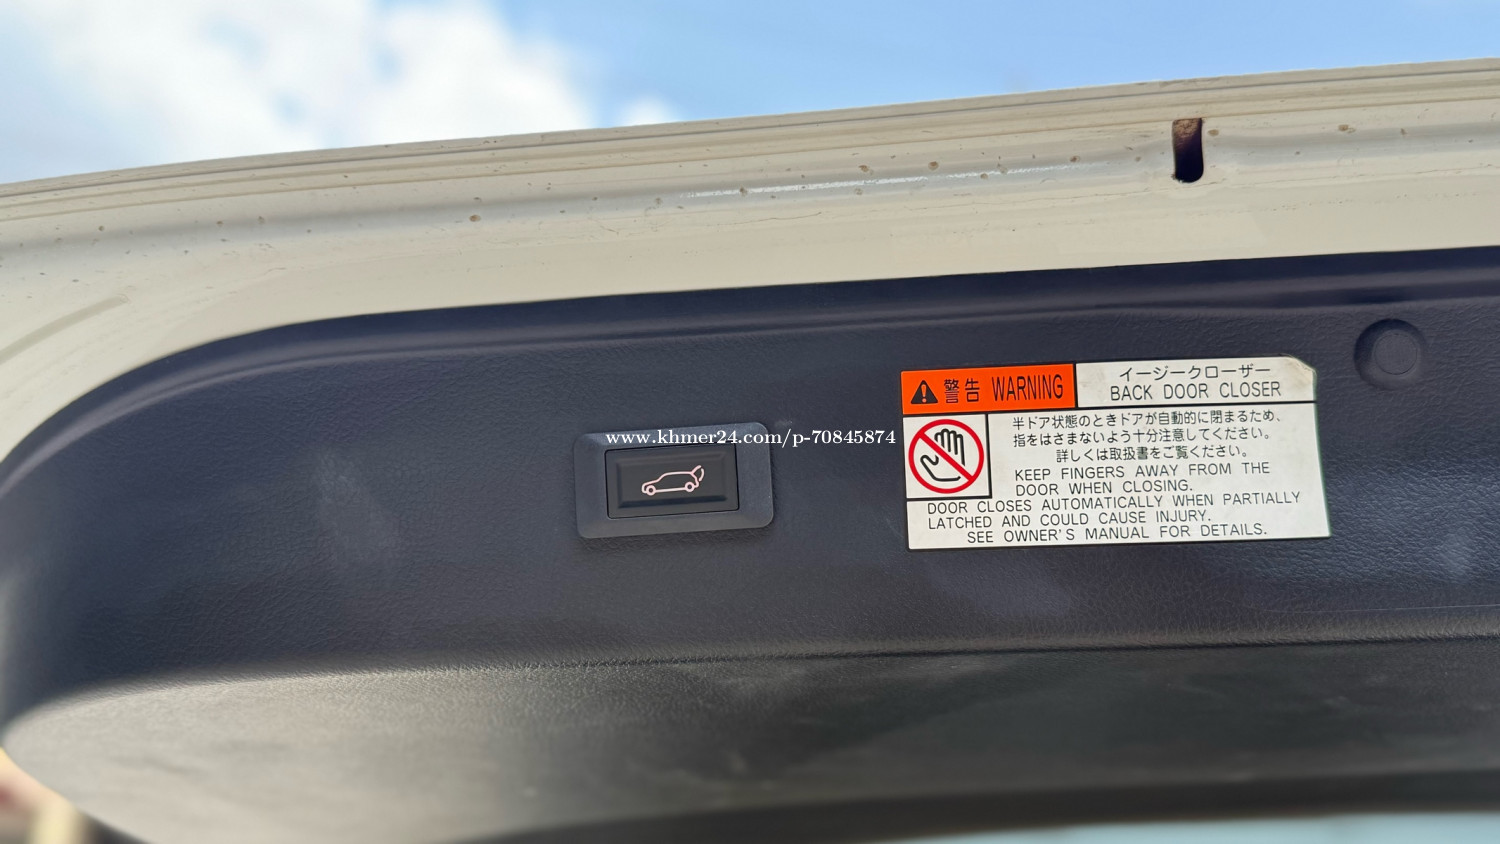 www.khmer24.com/p-70845874
警告 WARNING
イージークローザー
BACK DOOR CLOSER
半ドア状態のときドアが自動的に閉まるため、
指をはさまないよう十分注意してください。
詳しくは取扱書をご覧ください。
KEEP FINGERS AWAY FROM THE
DOOR WHEN CLOSING.
DOOR CLOSES AUTOMATICALLY WHEN PARTIALLY
LATCHED AND COULD CAUSE INJURY.
SEE OWNER'S MANUAL FOR DETAILS.